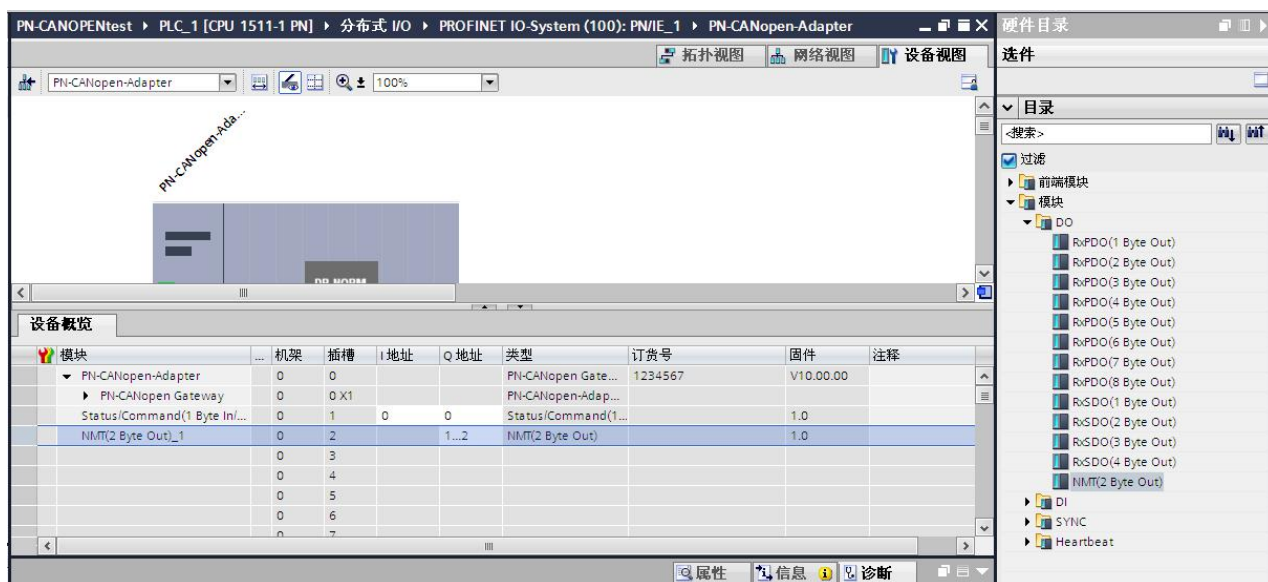 PN-CANOPENtest ▸ PLC_1 [CPU 1511-1 PN] ▸ 分布式 I/O ▸ PROFINET IO-System (100): PN/IE_1 ▸ PN-CANopen-Adapter
硬件目录
拓扑视图 网络视图 设备视图
选件
PN-CANopen-Adapter 100%
目录
<搜索>
过滤
前端模块
模块
DO
RxPDO(1 Byte Out)
RxPDO(2 Byte Out)
RxPDO(3 Byte Out)
RxPDO(4 Byte Out)
RxPDO(5 Byte Out)
RxPDO(6 Byte Out)
RxPDO(7 Byte Out)
RxPDO(8 Byte Out)
RxSDO(1 Byte Out)
RxSDO(2 Byte Out)
RxSDO(3 Byte Out)
RxSDO(4 Byte Out)
NMT(2 Byte Out)
DI
SYNC
Heartbeat
PN-CANopen-Ada...
DP-NORM
设备概览
模块 ... 机架 插槽 I 地址 Q 地址 类型 订货号 固件 注释
PN-CANopen-Adapter 0 0 PN-CANopen Gate... 1234567 V10.00.00
PN-CANopen Gateway 0 0 X1 PN-CANopen-Adap...
Status/Command(1 Byte In/... 0 1 0 0 Status/Command(1... 1.0
NMT(2 Byte Out)_1 0 2 1...2 NMT(2 Byte Out) 1.0
0 3
0 4
0 5
0 6
0 7
属性 信息 诊断